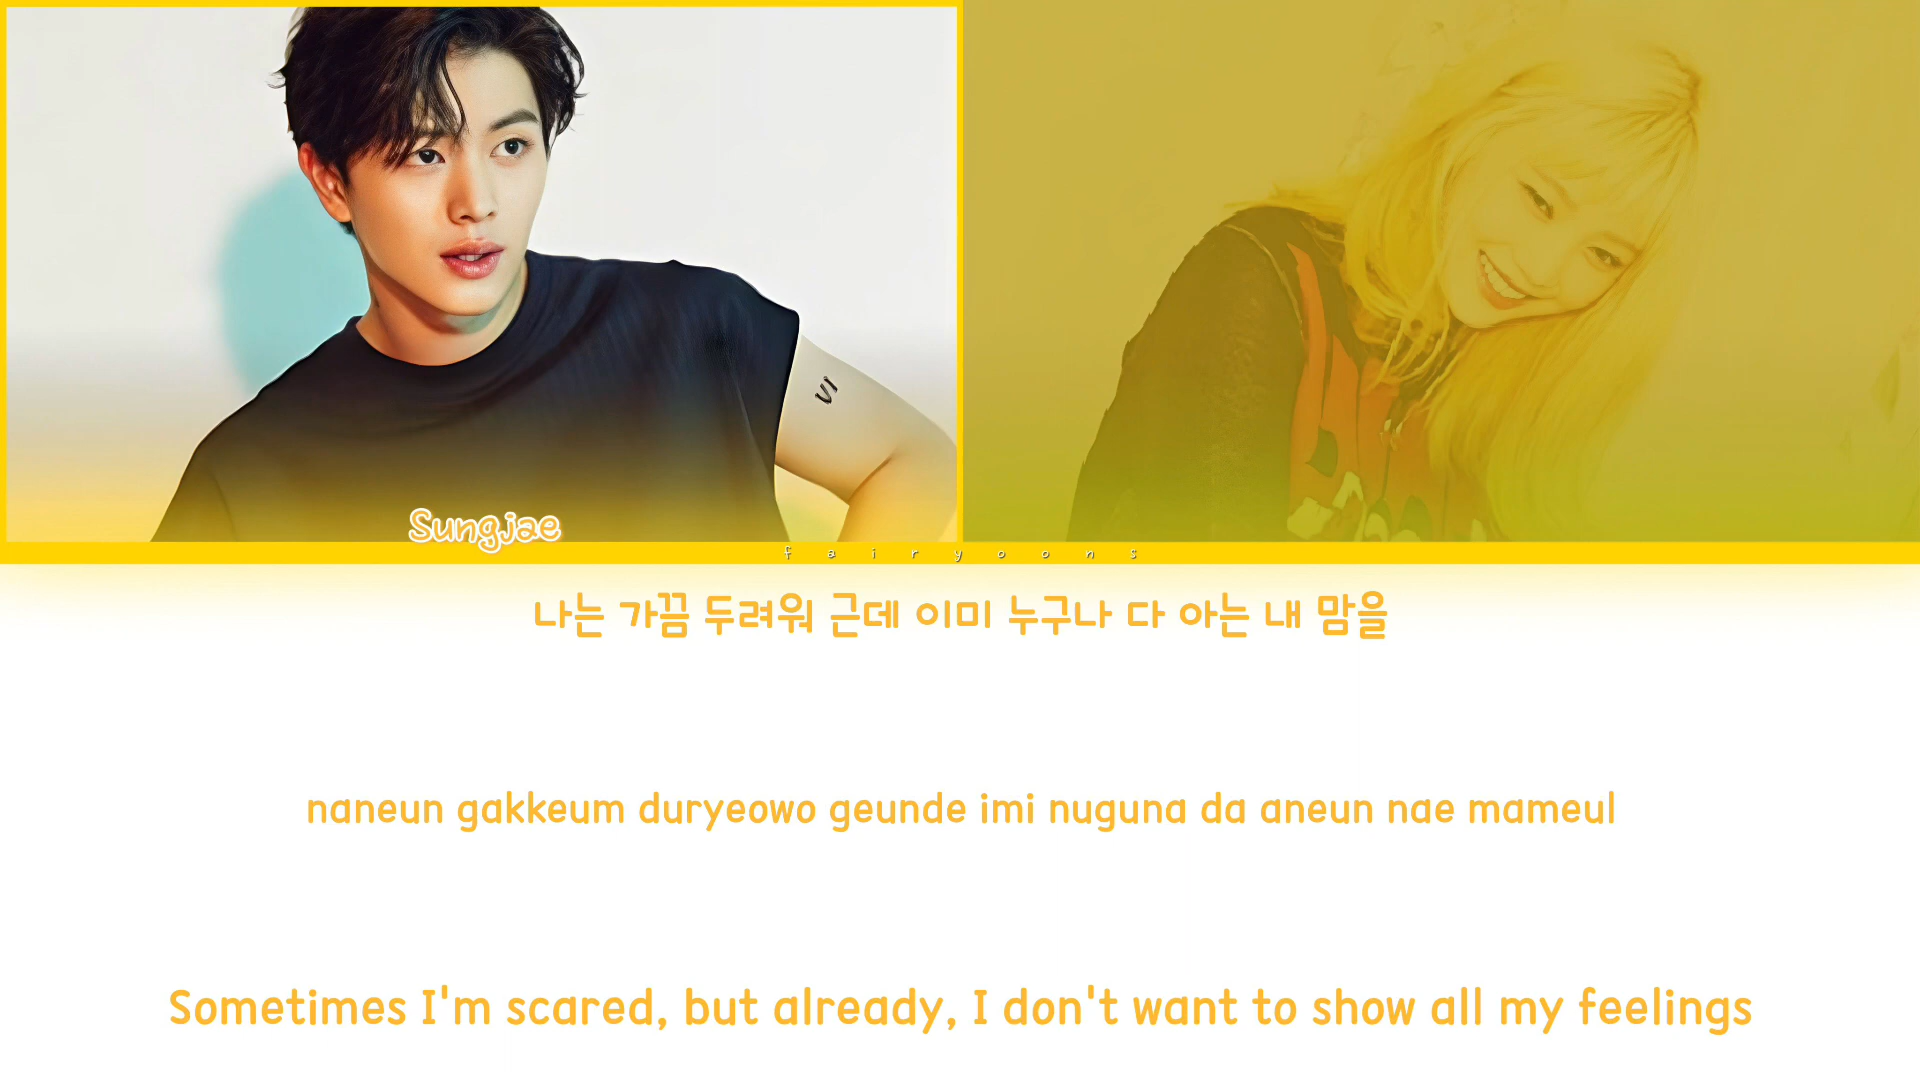 VI
Sungjae
fairyoons
나는 가끔 두려워 근데 이미 누구나 다 아는 내 맘을
naneun gakkeum duryeowo geunde imi nuguna da aneun nae mameul
Sometimes I'm scared, but already, I don't want to show all my feelings